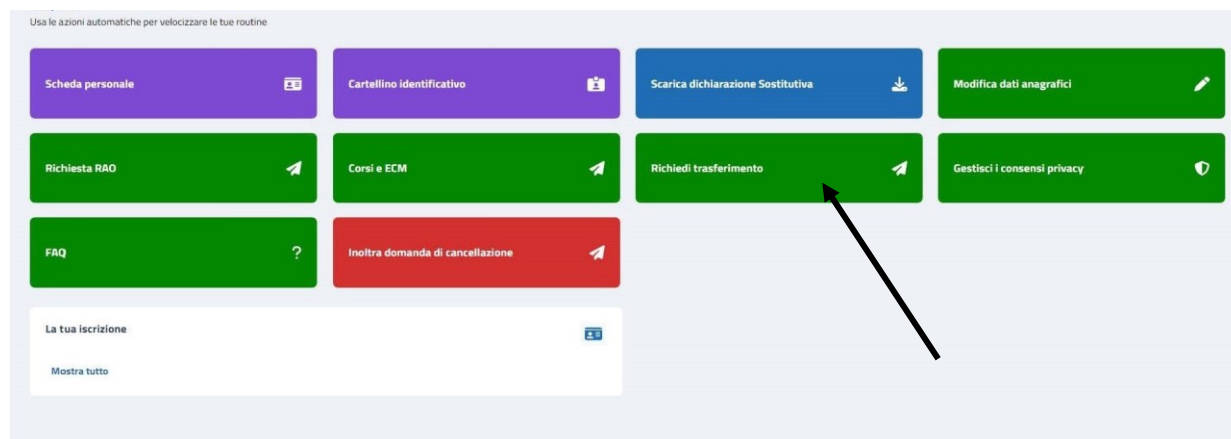 Usa le azioni automatiche per velocizzare le tue routine
Scheda personale
Cartellino identificativo
Scarica dichiarazione Sostitutiva
Modifica dati anagrafici
Richiesta RAO
Corsi e ECM
Richiedi trasferimento
Gestisci i consensi privacy
FAQ
?
Inoltra domanda di cancellazione
La tua iscrizione
Mostra tutto